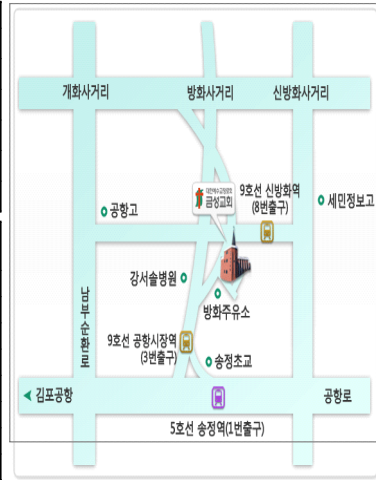 개화사거리
방화사거리
신방화사거리
대한예수교장로회
금성교회
9호선 신방화역
(8번출구)
세민정보고
공항고
강서솔병원
방화주유소
남부순환로
9호선 공항시장역
(3번출구)
송정초교
김포공항
공항로
5호선 송정역(1번출구)